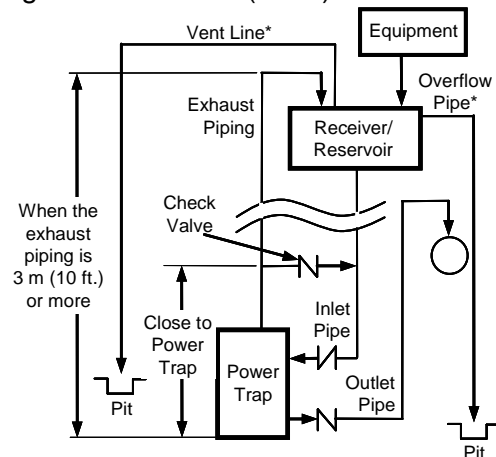 Vent Line*
Equipment
Overflow
Pipe*
Exhaust
Piping
Receiver/
Reservoir
When the
exhaust
piping is
3 m (10 ft.)
or more
Check
Valve
Close to
Power
Trap
Inlet
Pipe
Power
Trap
Outlet
Pipe
Pit
Pit